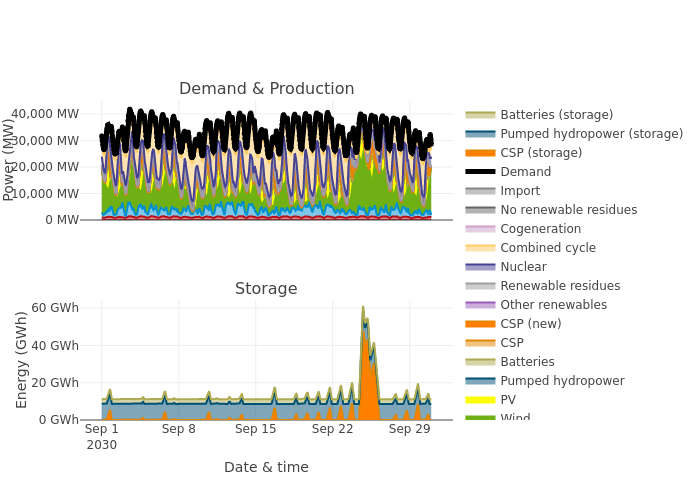 Demand & Production
40,000 MW
30,000 MW
20,000 MW
10,000 MW
0 MW
Power (MW)
Storage
60 GWh
40 GWh
20 GWh
0 GWh
Energy (GWh)
Sep 1
2030
Sep 8
Sep 15
Sep 22
Sep 29
Date & time
Batteries (storage)
Pumped hydropower (storage)
CSP (storage)
Demand
Import
No renewable residues
Cogeneration
Combined cycle
Nuclear
Renewable residues
Other renewables
CSP (new)
CSP
Batteries
Pumped hydropower
PV
Wind